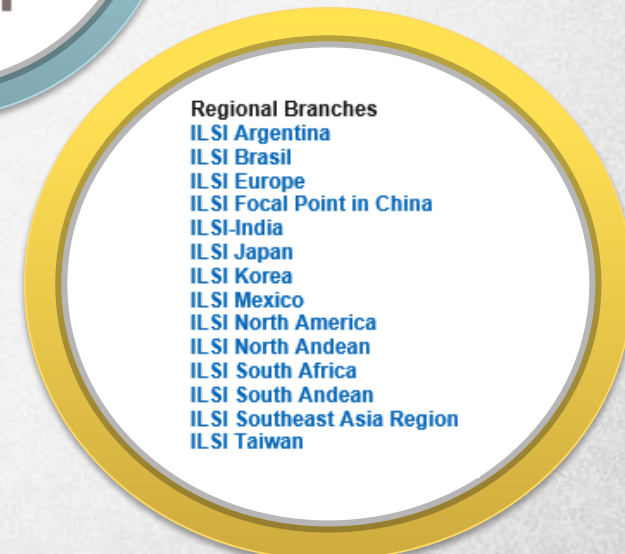 Regional Branches
ILSI Argentina
ILSI Brasil
ILSI Europe
ILSI Focal Point in China
ILSI-India
ILSI Japan
ILSI Korea
ILSI Mexico
ILSI North America
ILSI North Andean
ILSI South Africa
ILSI South Andean
ILSI Southeast Asia Region
ILSI Taiwan